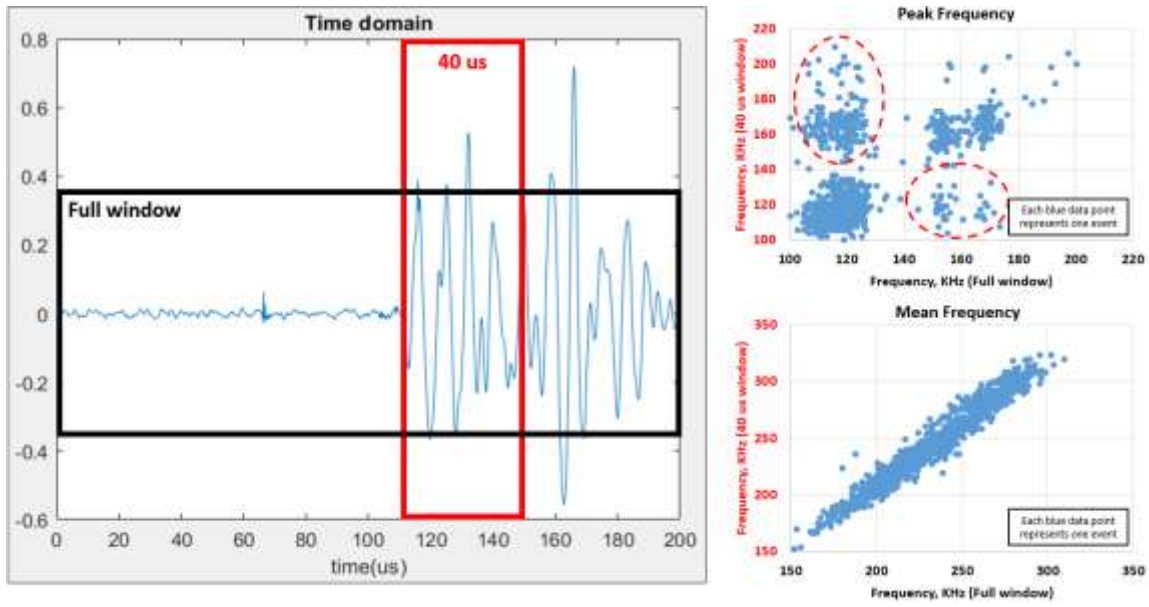 Time domain
0.8
0.6
0.4
0.2
0
-0.2
-0.4
-0.6
40 us
Full window
0 20 40 60 80 100 120 140 160 180 200
time(us)
Peak Frequency
Frequency, KHz (40 us window)
220
200
180
160
140
120
100
Each blue data point
represents one event
100 120 140 160 180 200 220
Frequency, KHz (Full window)
Mean Frequency
Frequency, KHz (40 us window)
350
300
250
200
150
Each blue data point
represents one event
150 200 250 300 350
Frequency, KHz (Full window)